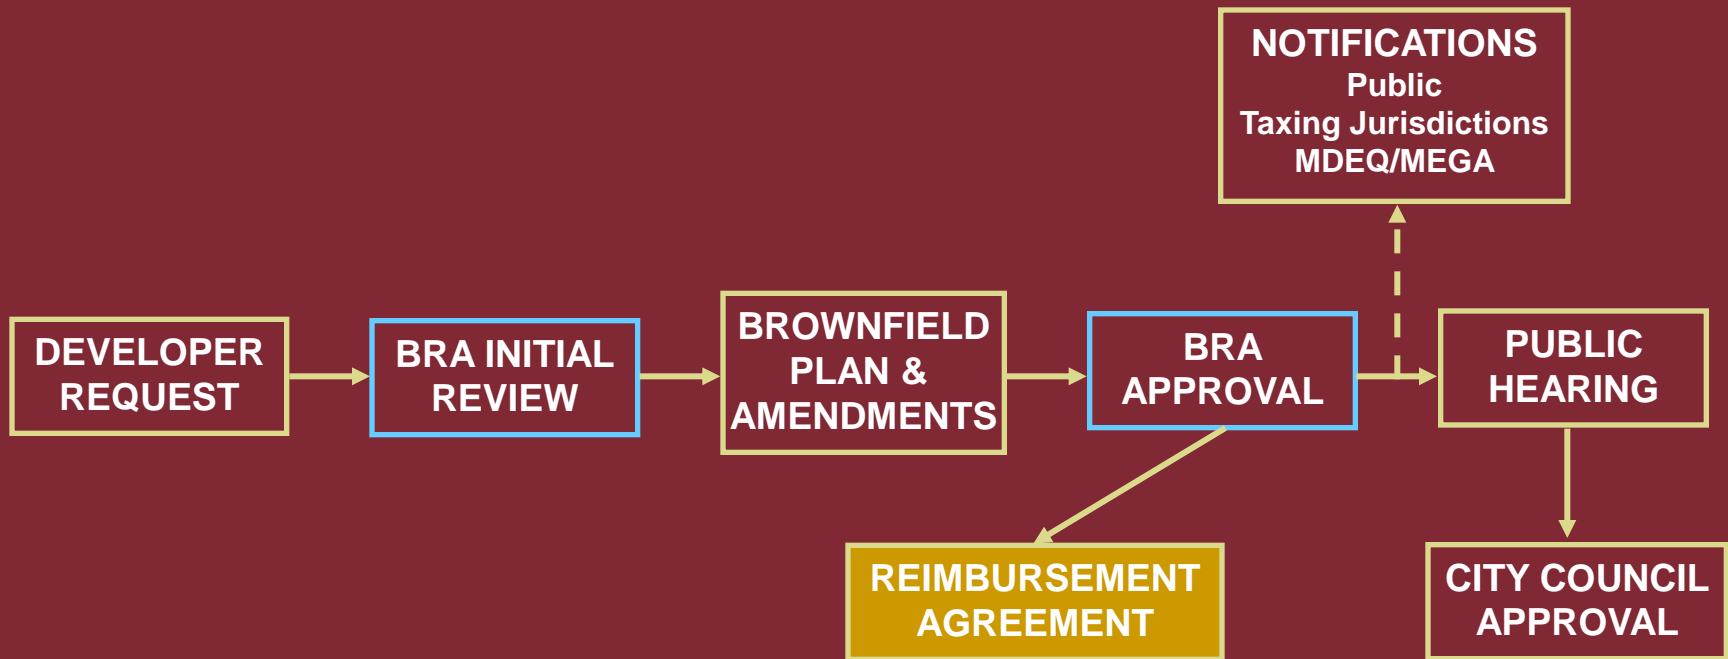 NOTIFICATIONS
Public
Taxing Jurisdictions
MDEQ/MEGA
DEVELOPER
REQUEST
BRA INITIAL
REVIEW
BROWNFIELD
PLAN &
AMENDMENTS
BRA
APPROVAL
PUBLIC
HEARING
REIMBURSEMENT
AGREEMENT
CITY COUNCIL
APPROVAL